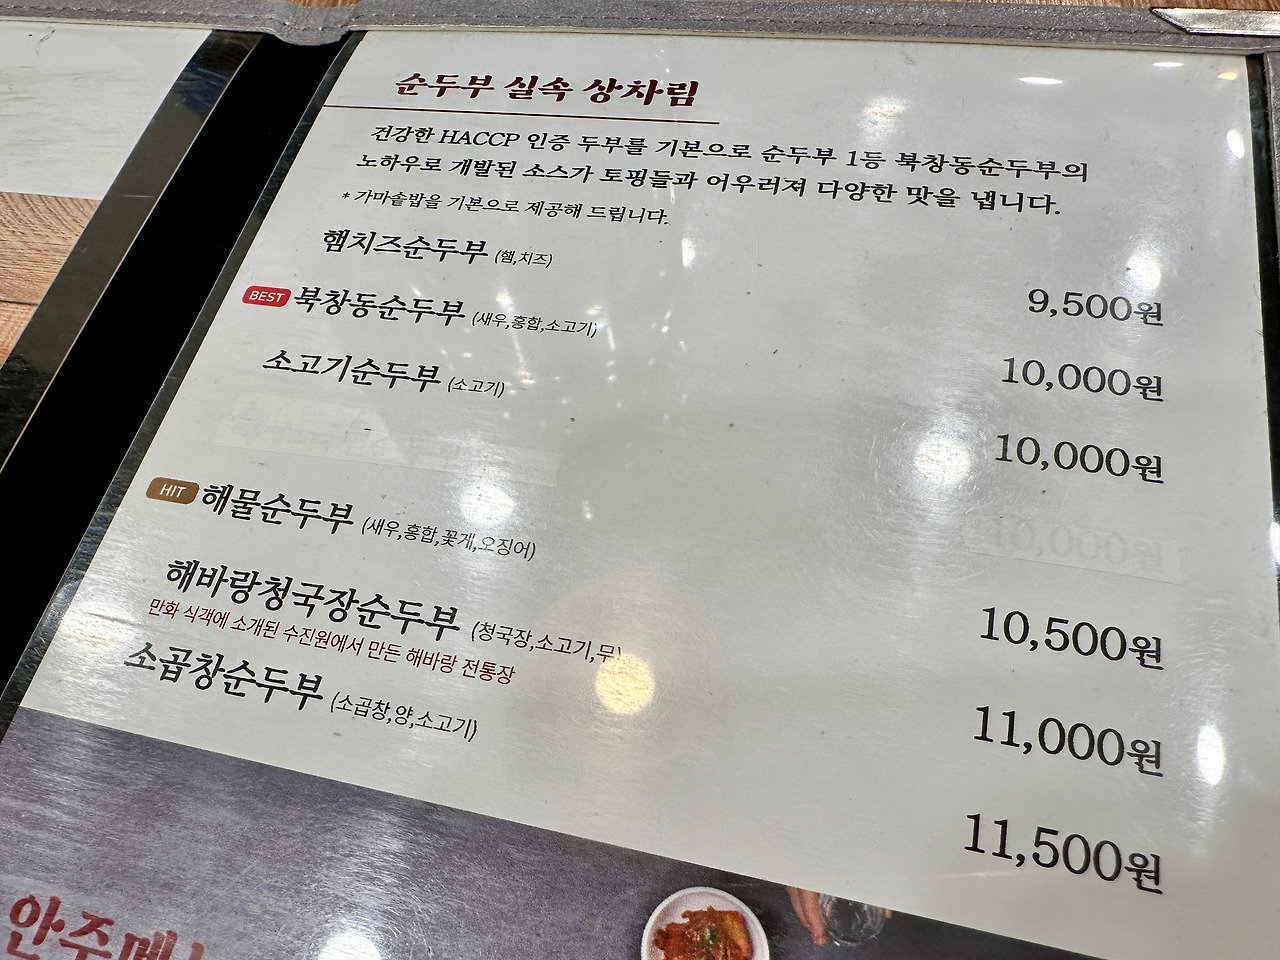 순두부 실속 상차림
건강한 HACCP 인증 두부를 기본으로 순두부 1등 북창동순두부의
노하우로 개발된 소스가 토핑들과 어우러져 다양한 맛을 냅니다.
* 가마솥밥을 기본으로 제공해 드립니다.
햄치즈순두부 (햄,치즈) 9,500원
BEST 북창동순두부 (새우,홍합,소고기) 10,000원
소고기순두부 (소고기) 10,000원
10,000원
HIT 해물순두부 (새우,홍합,꽃게,오징어) 10,500원
해바랑청국장순두부 (청국장,소고기,무) 11,000원
만화 식객에 소개된 수진원에서 만든 해바랑 전통장
소곱창순두부 (소곱창,양,소고기) 11,500원
안주메